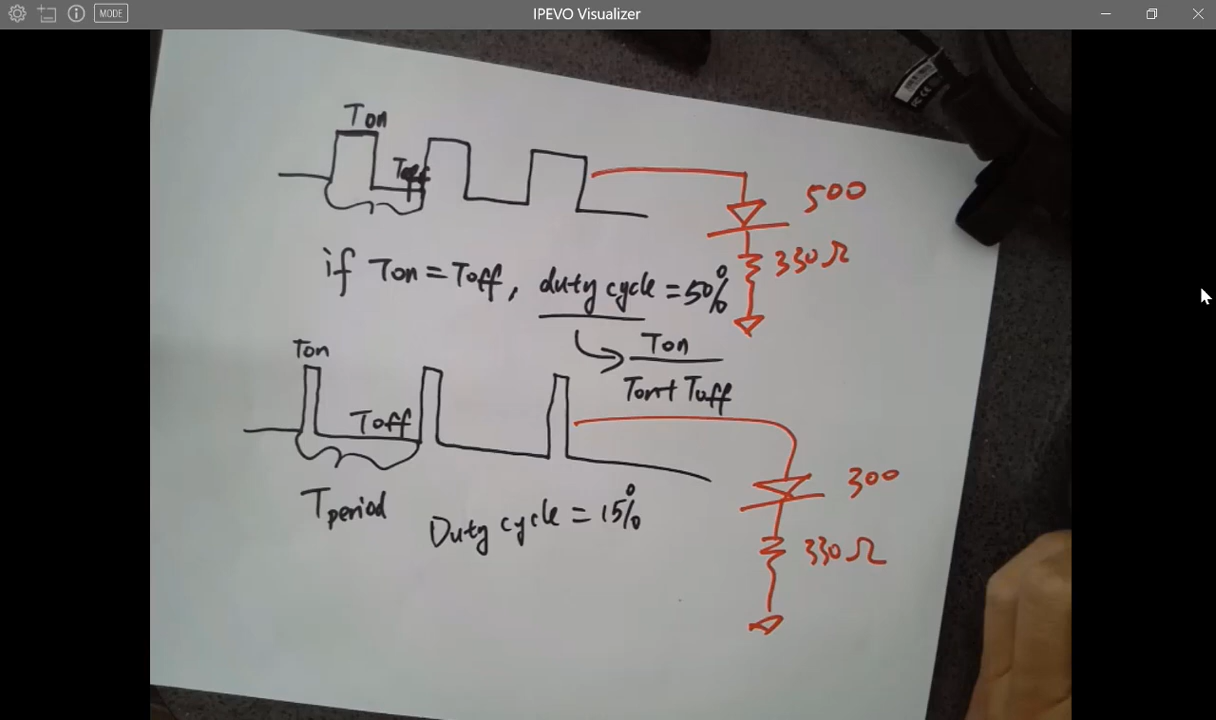 MODE
IPEVO Visualizer
Ton
Toff
500
330Ω
if Ton = Toff, duty cycle = 50%
Ton
Ton + Toff
Ton
Toff
300
330Ω
Tperiod
Duty cycle = 15%